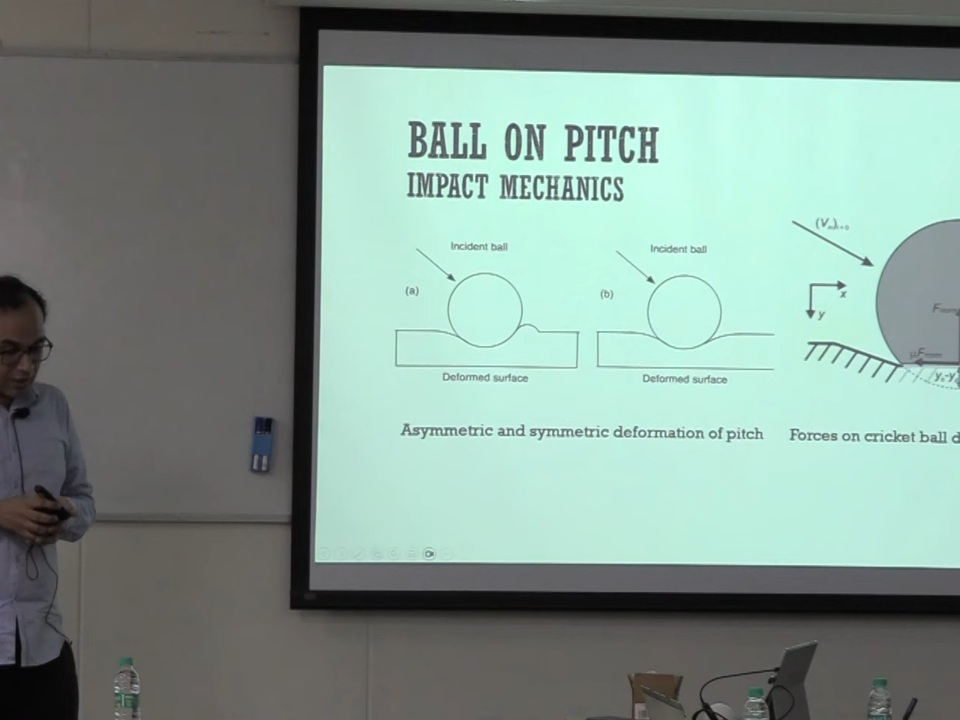 BALL ON PITCH
IMPACT MECHANICS
Incident ball
(a)
Deformed surface
Incident ball
(b)
Deformed surface
x
y
Asymmetric and symmetric deformation of pitch
Forces on cricket ball d